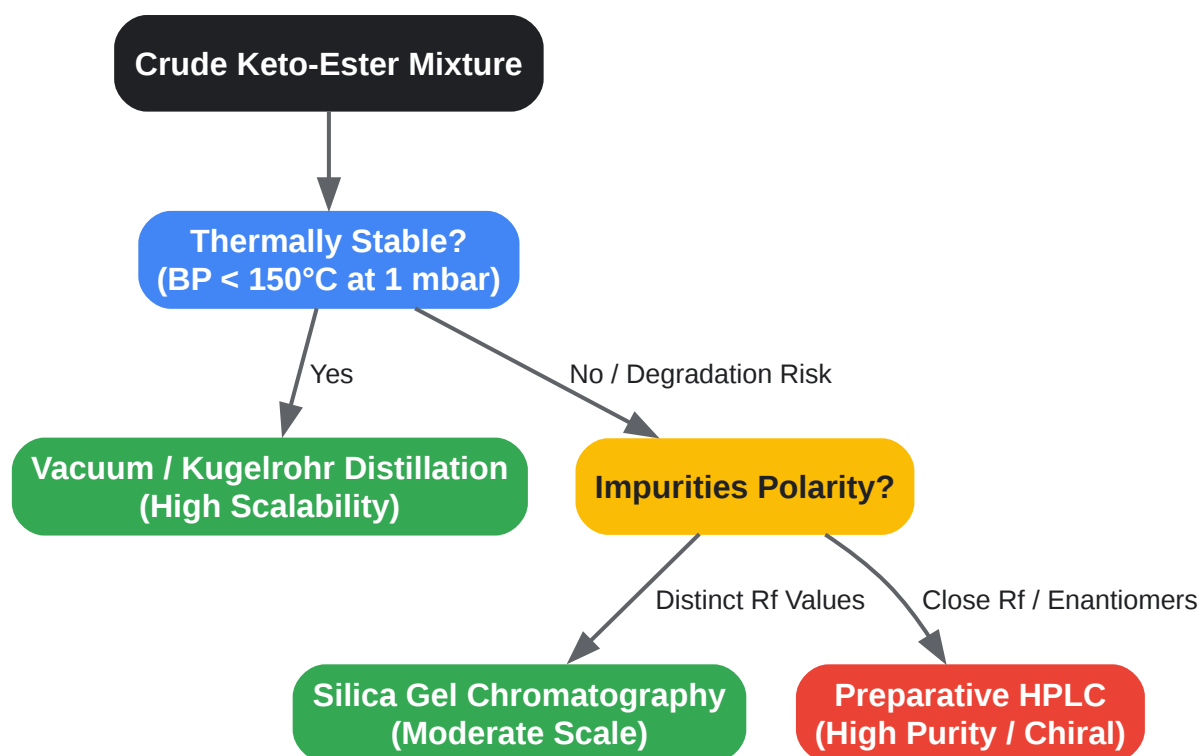 Crude Keto-Ester Mixture
Thermally Stable?
(BP < 150°C at 1 mbar)
Yes
No / Degradation Risk
Vacuum / Kugelrohr Distillation
(High Scalability)
Impurities Polarity?
Distinct Rf Values
Close Rf / Enantiomers
Silica Gel Chromatography
(Moderate Scale)
Preparative HPLC
(High Purity / Chiral)